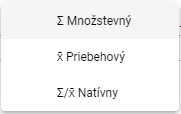 Σ Množstevný
x̄ Priebehový
Σ/x̄ Natívny